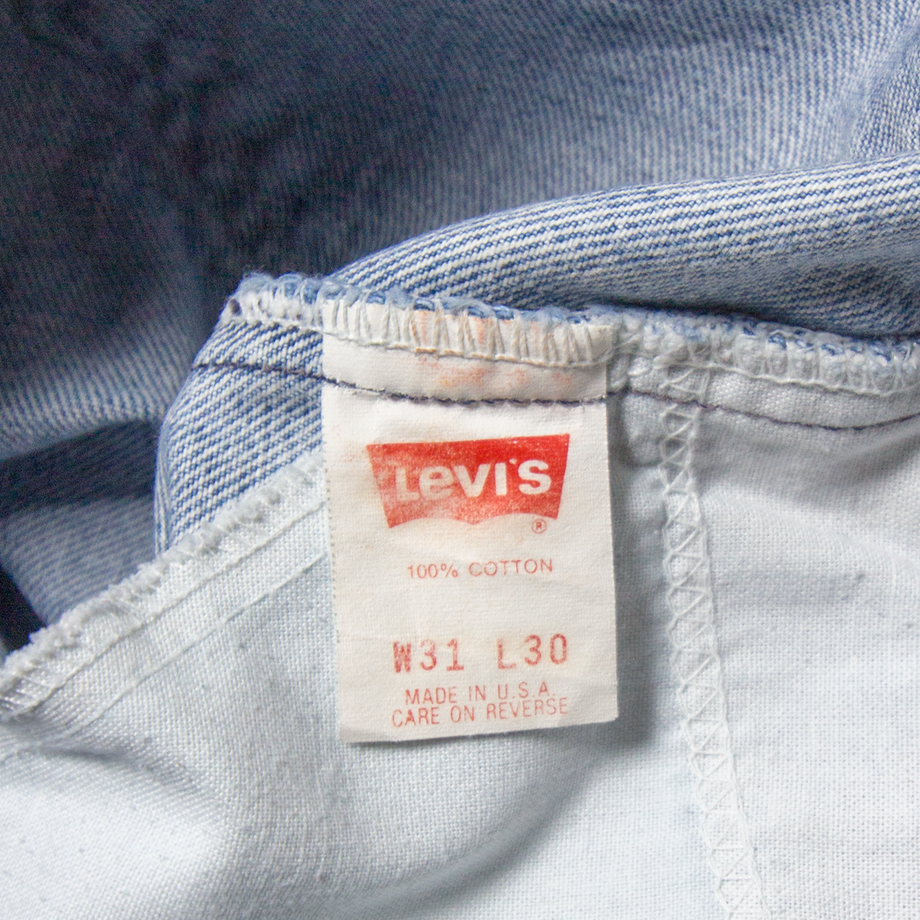 Levi's
®
100% COTTON
W31 L30
MADE IN U.S.A.
CARE ON REVERSE